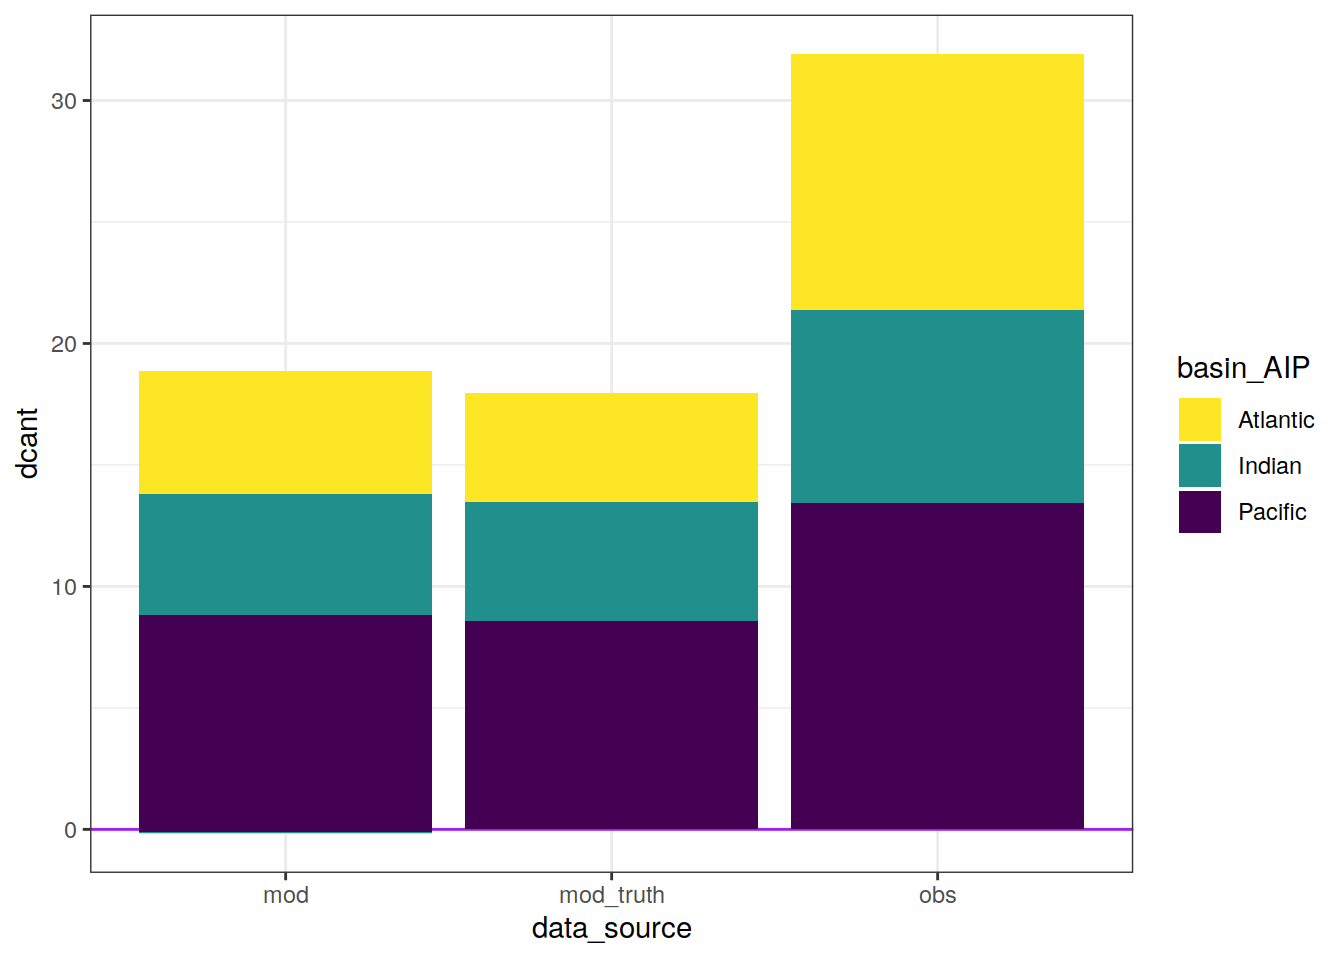 dcant
30
20
10
0
mod
mod_truth
obs
data_source
basin_AIP
Atlantic
Indian
Pacific